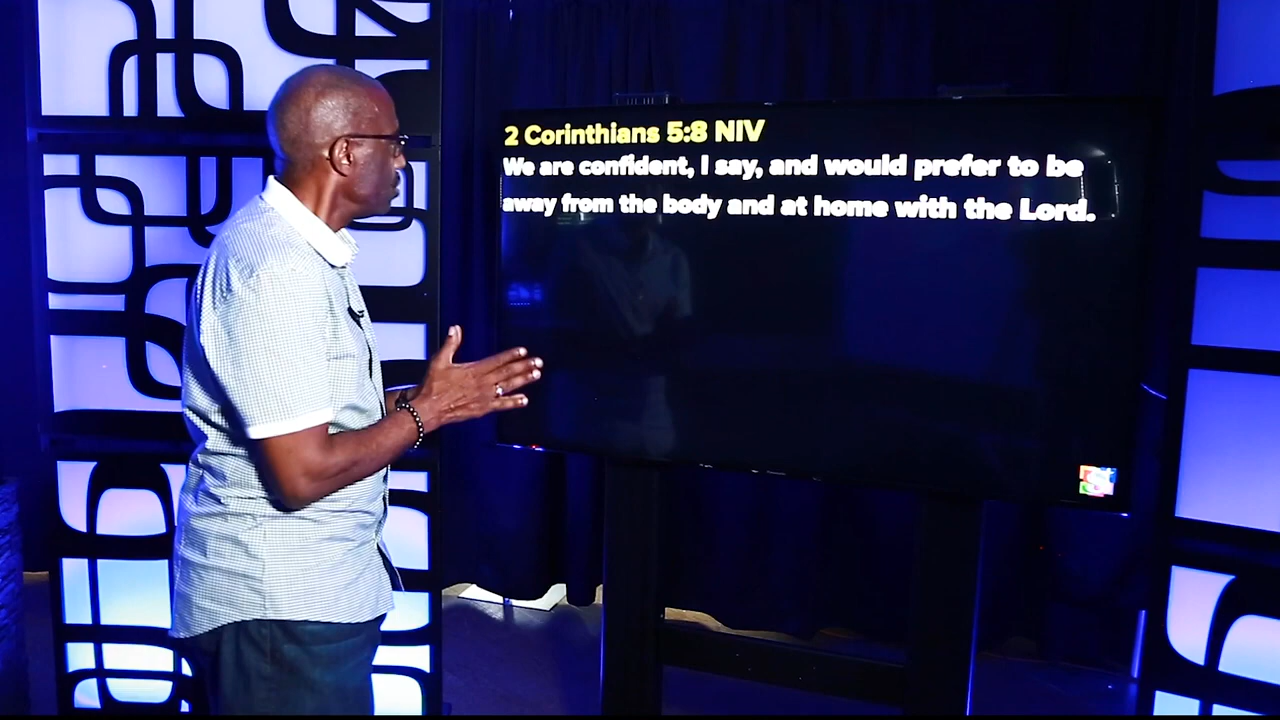 2 Corinthians 5:8 NIV
We are confident, I say, and would prefer to be
away from the body and at home with the Lord.